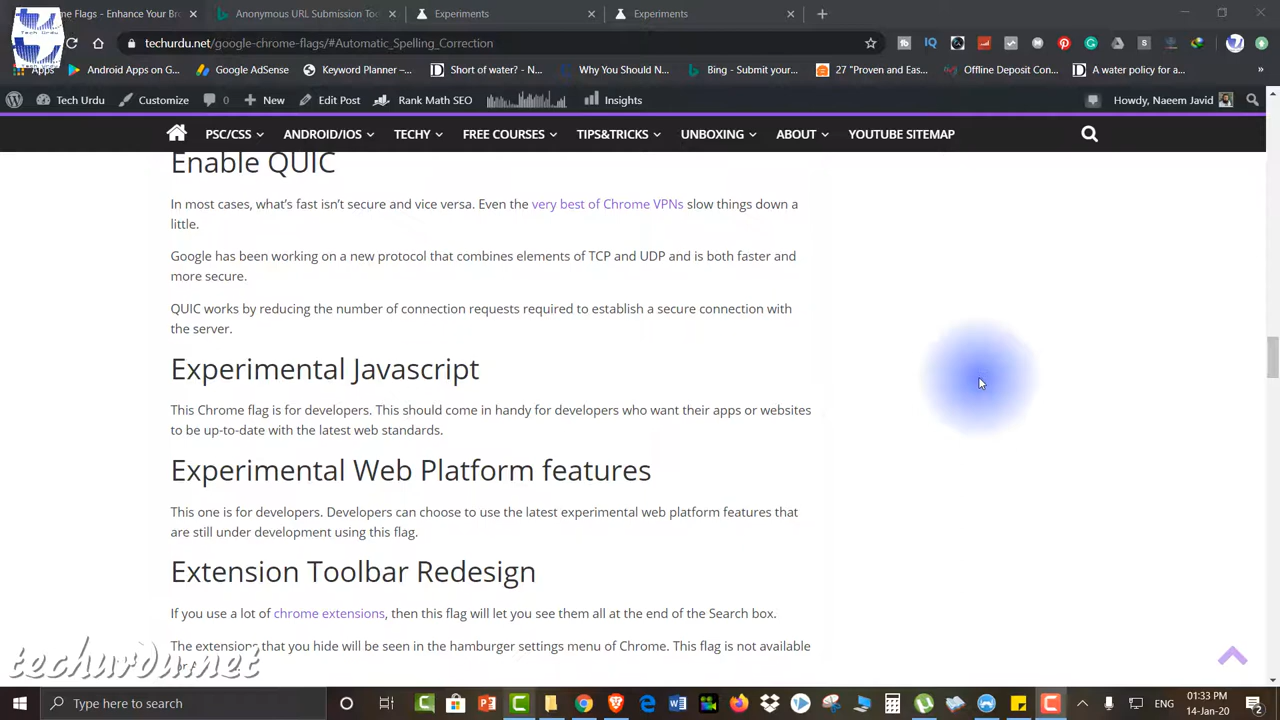 me Flags - Enhance Your Br
Anonymous URL Submission Too
Experiments
Experiments
Tech Urdu
techurdu.net/google-chrome-flags/#Automatic_Spelling_Correction
Apps
Android Apps on G...
Google AdSense
Keyword Planner –...
Short of water? - N...
Why You Should N...
Bing - Submit your...
27 "Proven and Eas...
Offline Deposit Con...
A water policy for a...
Tech Urdu
Customize
0
New
Edit Post
Rank Math SEO
Insights
Howdy, Naeem Javid
PSC/CSS
ANDROID/IOS
TECHY
FREE COURSES
TIPS&TRICKS
UNBOXING
ABOUT
YOUTUBE SITEMAP
Enable QUIC
In most cases, what's fast isn't secure and vice versa. Even the very best of Chrome VPNs slow things down a
little.
Google has been working on a new protocol that combines elements of TCP and UDP and is both faster and
more secure.
QUIC works by reducing the number of connection requests required to establish a secure connection with
the server.
Experimental Javascript
This Chrome flag is for developers. This should come in handy for developers who want their apps or websites
to be up-to-date with the latest web standards.
Experimental Web Platform features
This one is for developers. Developers can choose to use the latest experimental web platform features that
are still under development using this flag.
Extension Toolbar Redesign
If you use a lot of chrome extensions, then this flag will let you see them all at the end of the Search box.
The extensions that you hide will be seen in the hamburger settings menu of Chrome. This flag is not available
techurdu.net
Type here to search
ENG
01:33 PM
14-Jan-20
2